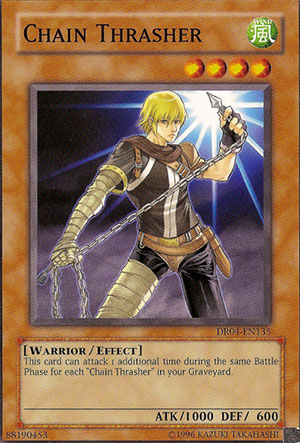 CHAIN THRASHER
WIND
風
DR04-EN135
[WARRIOR / EFFECT]
This card can attack 1 additional time during the same Battle
Phase for each "Chain Thrasher" in your Graveyard.
ATK/1000 DEF/ 600
88190453
©1996 KAZUKI TAKAHASHI